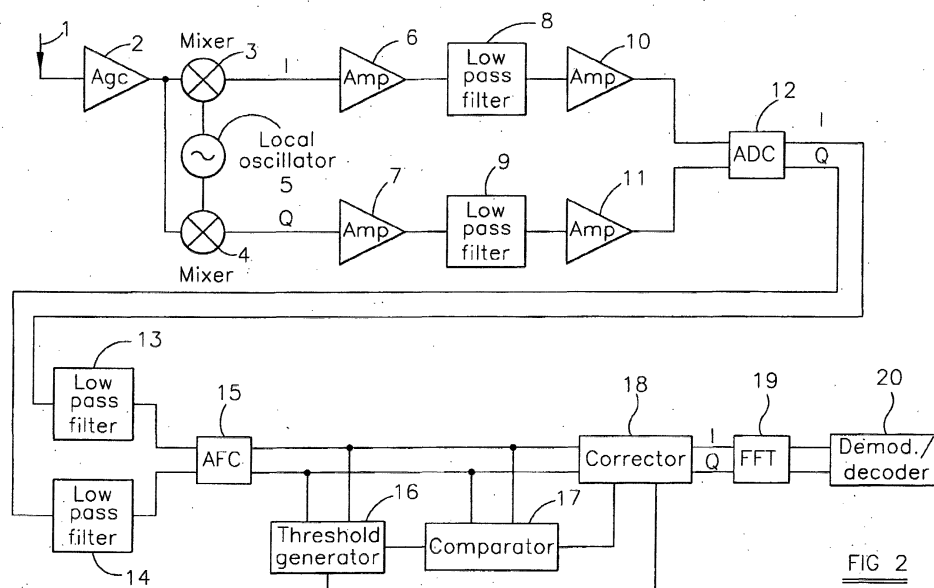 1
2
Agc
Mixer
3
I
6
Amp
8
Low
pass
filter
10
Amp
12
ADC
I
Q
Local
oscillator
5
Q
4
Mixer
7
Amp
9
Low
pass
filter
11
Amp
13
Low
pass
filter
14
Low
pass
filter
15
AFC
16
Threshold
generator
17
Comparator
18
Corrector
I
Q
19
FFT
20
Demod./
decoder
FIG 2